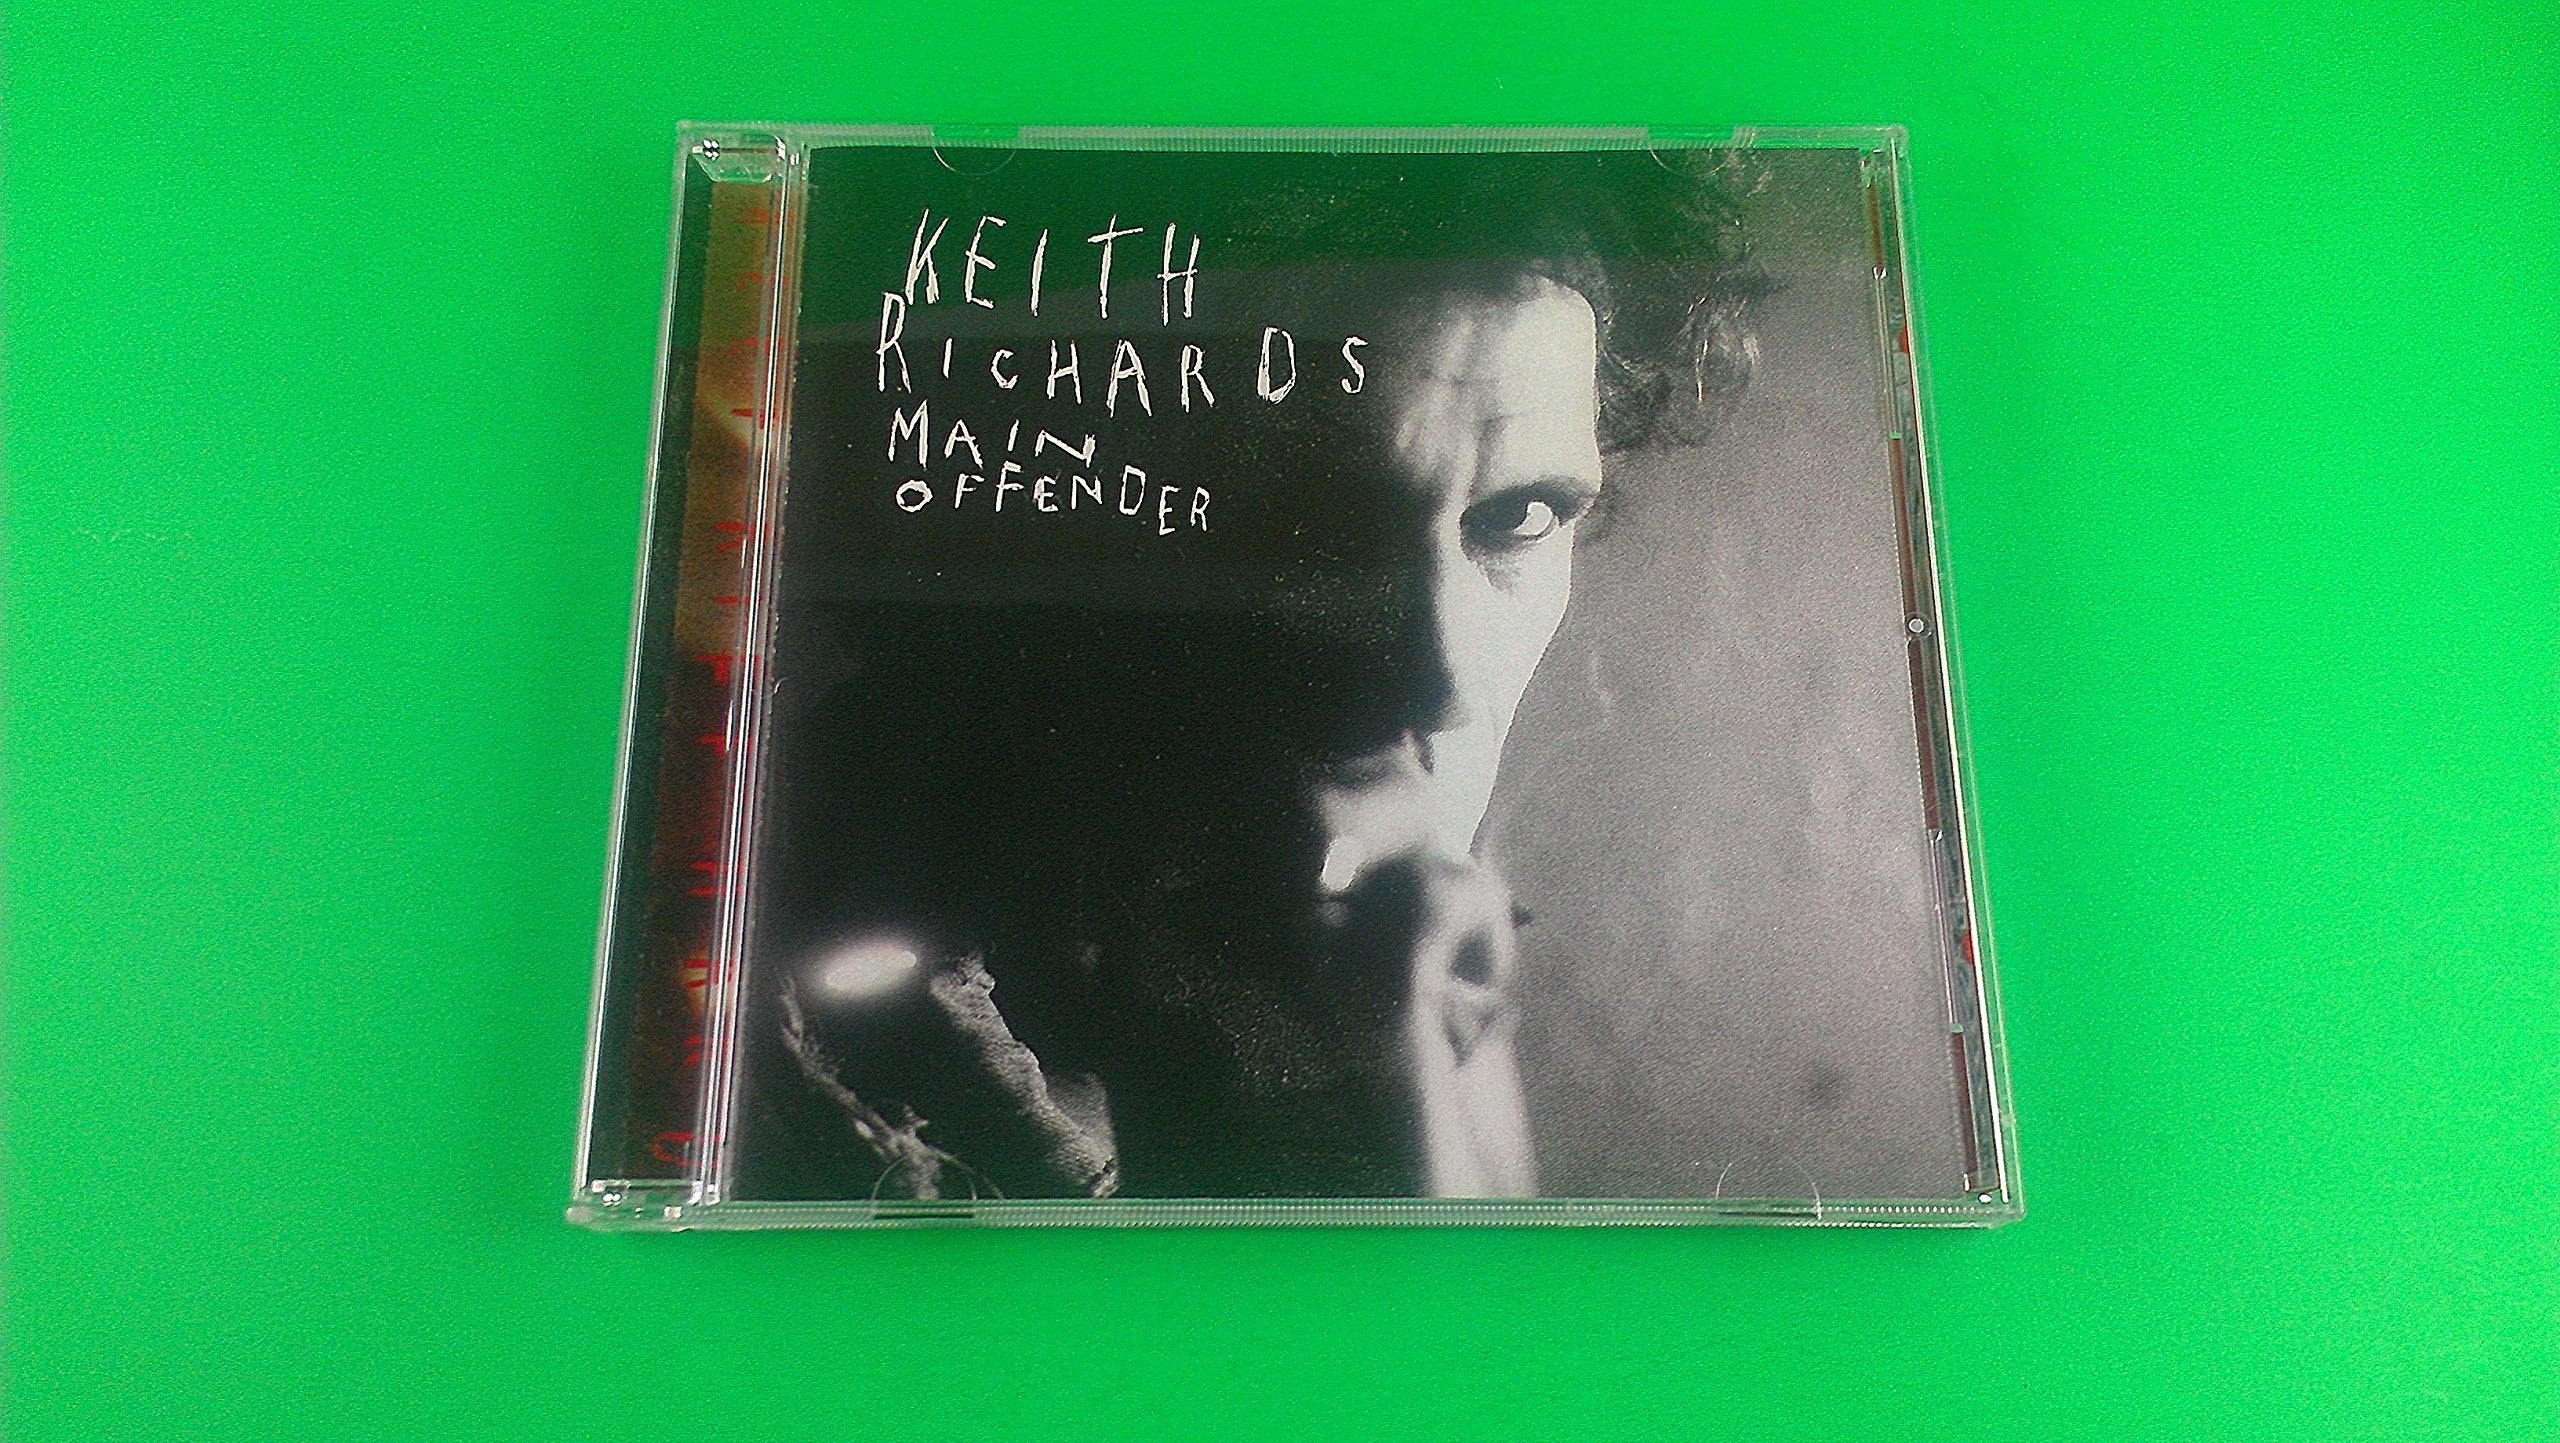 KEITH
RICHARDS
MAIN
OFFENDER